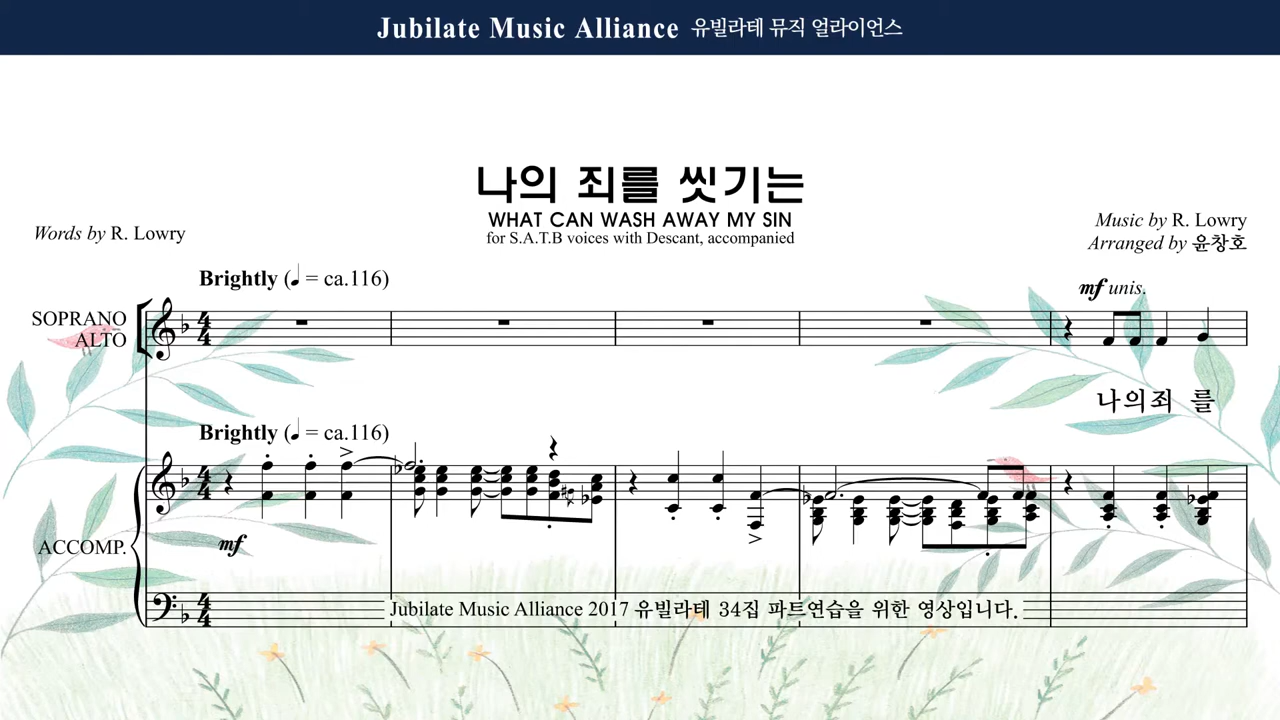 Jubilate Music Alliance 유빌라테 뮤직 얼라이언스
나의 죄를 씻기는
WHAT CAN WASH AWAY MY SIN
for S.A.T.B voices with Descant, accompanied
Words by R. Lowry
Music by R. Lowry
Arranged by 윤창호
Brightly (♩ = ca.116)
mf unis.
SOPRANO
ALTO
나의죄 를
Brightly (♩ = ca.116)
mf
ACCOMP.
Jubilate Music Alliance 2017 유빌라테 34집 파트연습을 위한 영상입니다.